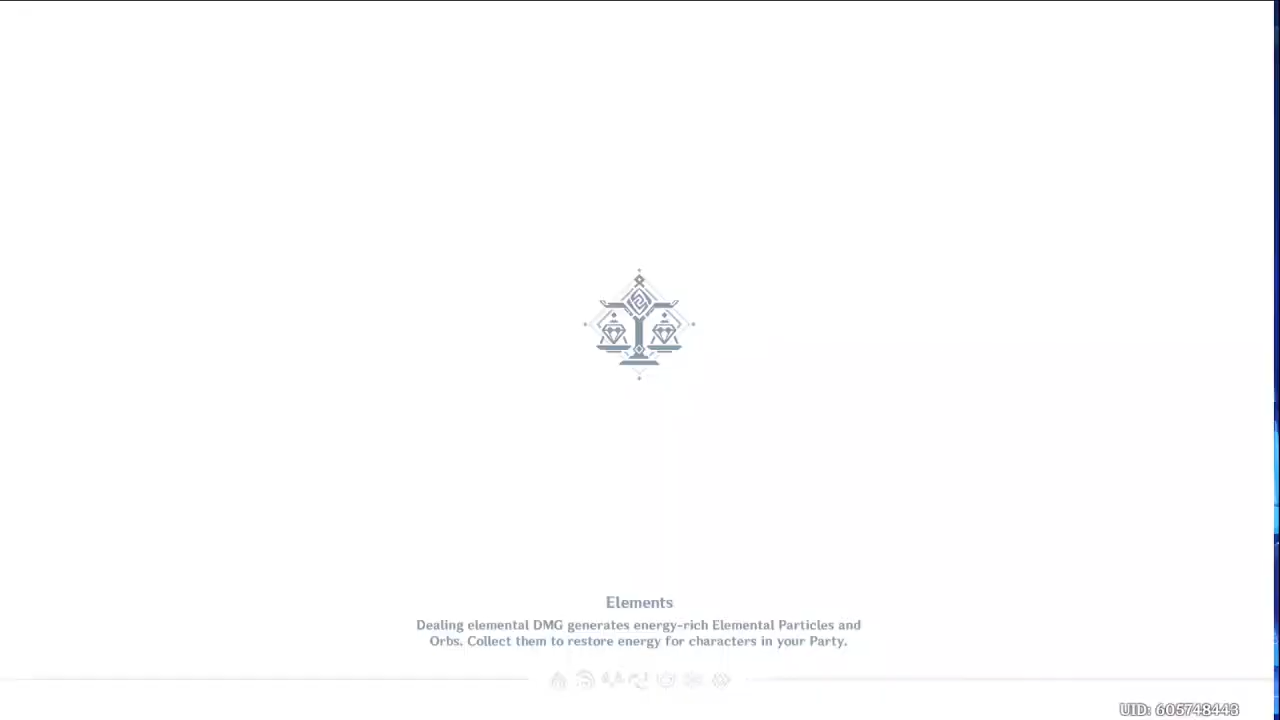 Elements
Dealing elemental DMG generates energy-rich Elemental Particles and
Orbs. Collect them to restore energy for characters in your Party.
UID: 605748443